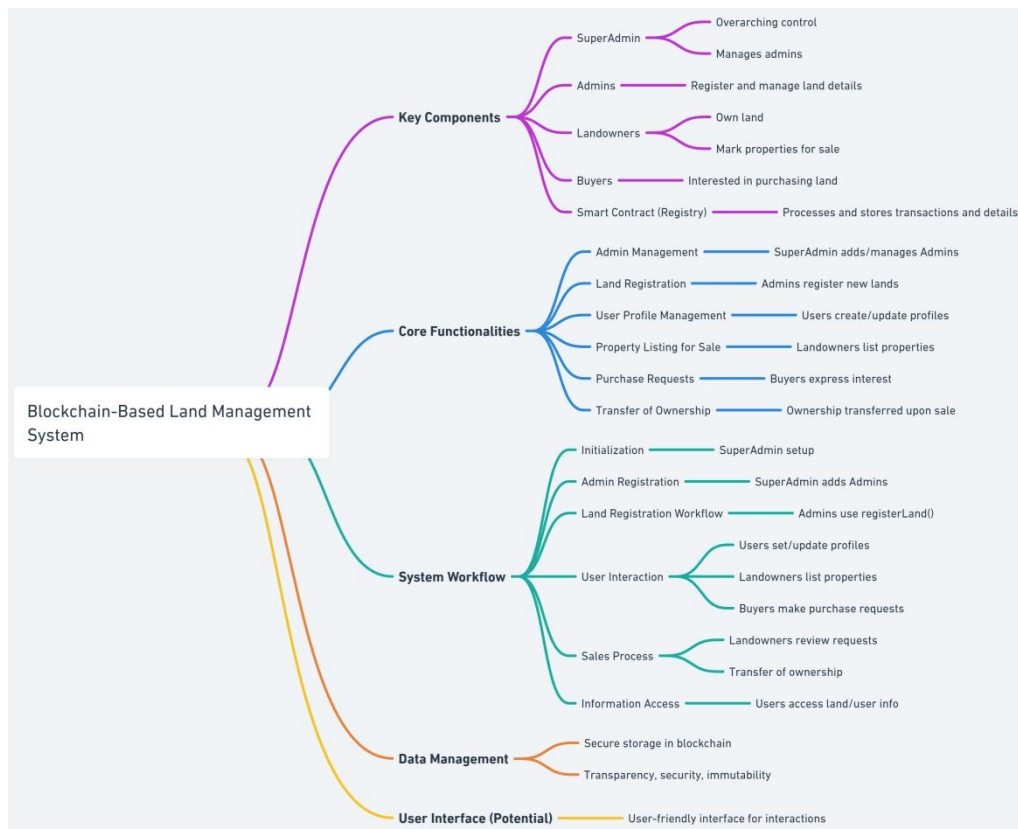 Blockchain-Based Land Management
System
Key Components
SuperAdmin
Overarching control
Manages admins
Admins
Register and manage land details
Landowners
Own land
Mark properties for sale
Buyers
Interested in purchasing land
Smart Contract (Registry)
Processes and stores transactions and details
Core Functionalities
Admin Management
SuperAdmin adds/manages Admins
Land Registration
Admins register new lands
User Profile Management
Users create/update profiles
Property Listing for Sale
Landowners list properties
Purchase Requests
Buyers express interest
Transfer of Ownership
Ownership transferred upon sale
System Workflow
Initialization
SuperAdmin setup
Admin Registration
SuperAdmin adds Admins
Land Registration Workflow
Admins use registerLand()
User Interaction
Users set/update profiles
Landowners list properties
Buyers make purchase requests
Sales Process
Landowners review requests
Transfer of ownership
Information Access
Users access land/user info
Data Management
Secure storage in blockchain
Transparency, security, immutability
User Interface (Potential)
User-friendly interface for interactions